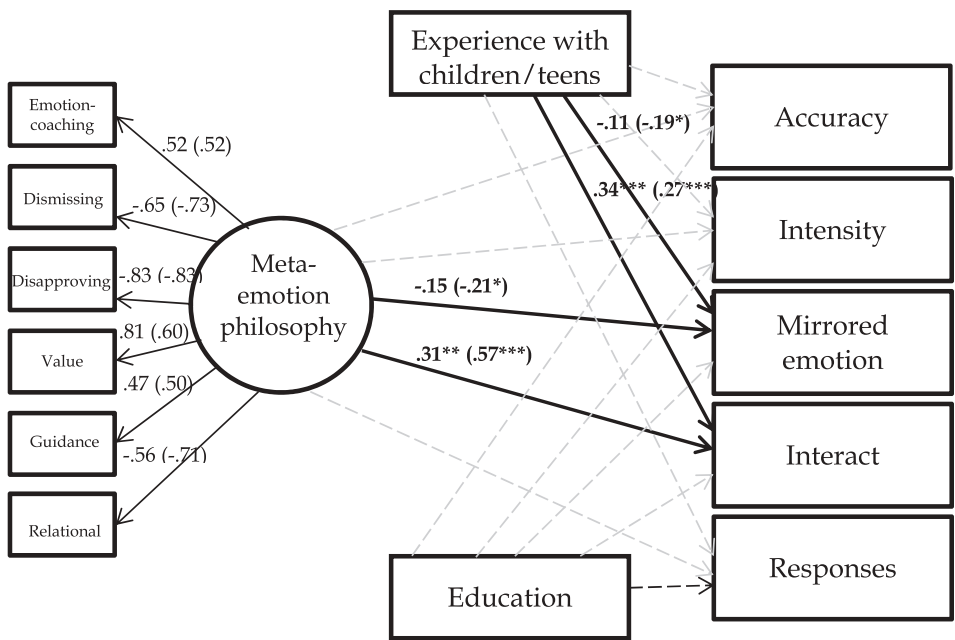 Experience with
children/teens
Emotion-
coaching
Dismissing
Disapproving
Value
Guidance
Relational
.52 (.52)
-.65 (-.73)
-.83 (-.83)
.81 (.60)
.47 (.50)
-.56 (-.71)
Meta-
emotion
philosophy
-.11 (-.19*)
.34*** (.27***)
-.15 (-.21*)
.31** (.57***)
Education
Accuracy
Intensity
Mirrored
emotion
Interact
Responses